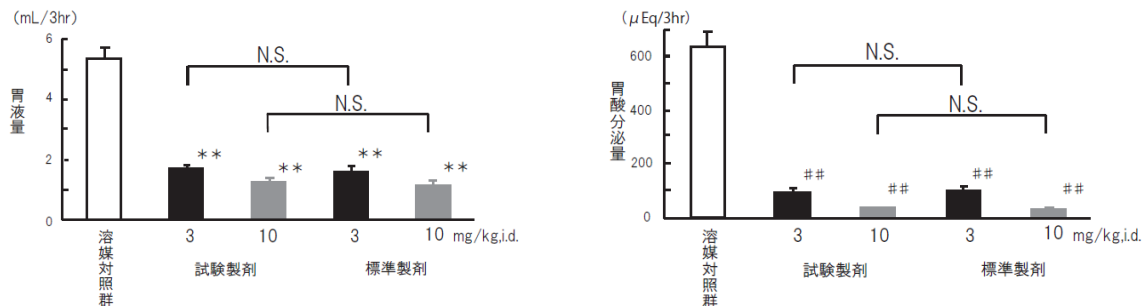 (mL/3hr)
6
4
2
0
胃液量
N.S.
N.S.
**
**
**
**
3
10
3
10
mg/kg,i.d.
溶媒対照群
試験製剤
標準製剤
(μEq/3hr)
600
400
200
0
胃酸分泌量
N.S.
N.S.
##
##
##
##
3
10
3
10
mg/kg,i.d.
溶媒対照群
試験製剤
標準製剤